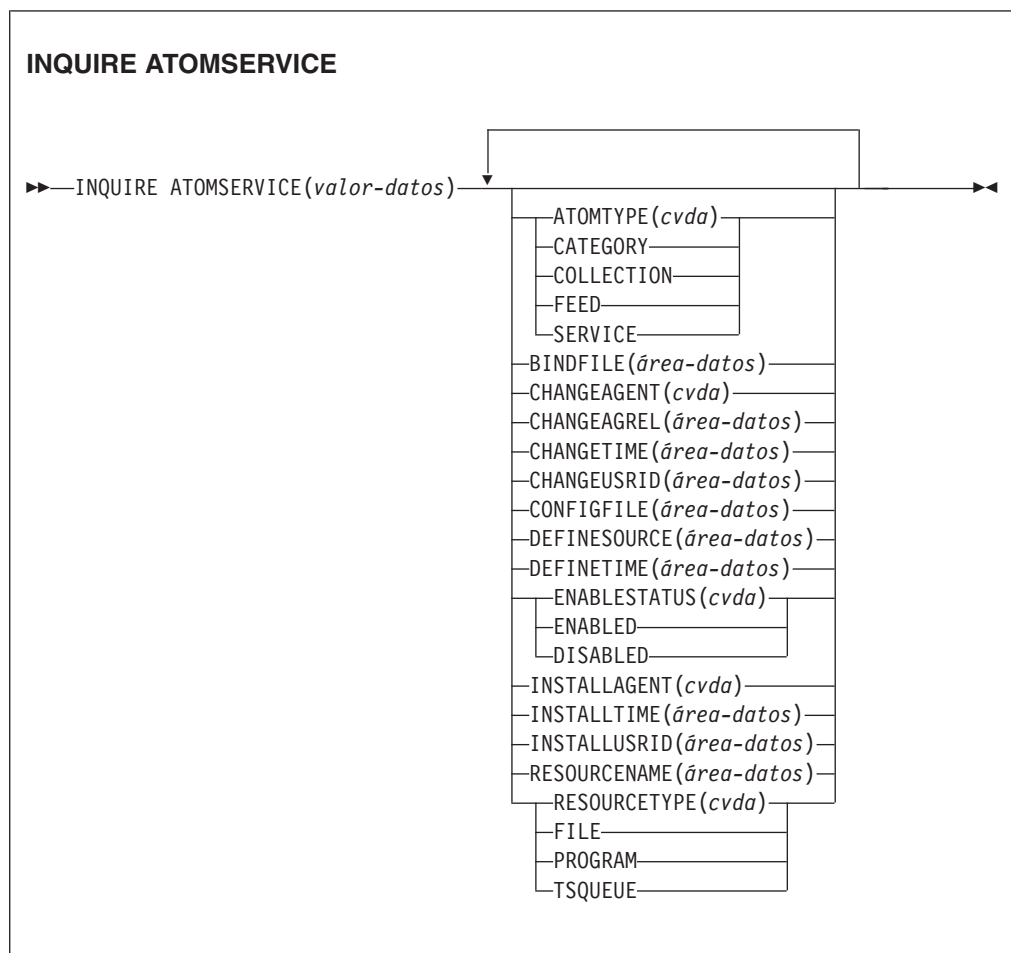 INQUIRE ATOMSERVICE
INQUIRE ATOMSERVICE(valor-datos)
ATOMTYPE(cvda)
CATEGORY
COLLECTION
FEED
SERVICE
BINDFILE(área-datos)
CHANGEAGENT(cvda)
CHANGEAGREL(área-datos)
CHANGETIME(área-datos)
CHANGEUSRID(área-datos)
CONFIGFILE(área-datos)
DEFINESOURCE(área-datos)
DEFINETIME(área-datos)
ENABLESTATUS(cvda)
ENABLED
DISABLED
INSTALLAGENT(cvda)
INSTALLTIME(área-datos)
INSTALLUSRID(área-datos)
RESOURCENAME(área-datos)
RESOURCETYPE(cvda)
FILE
PROGRAM
TSQUEUE